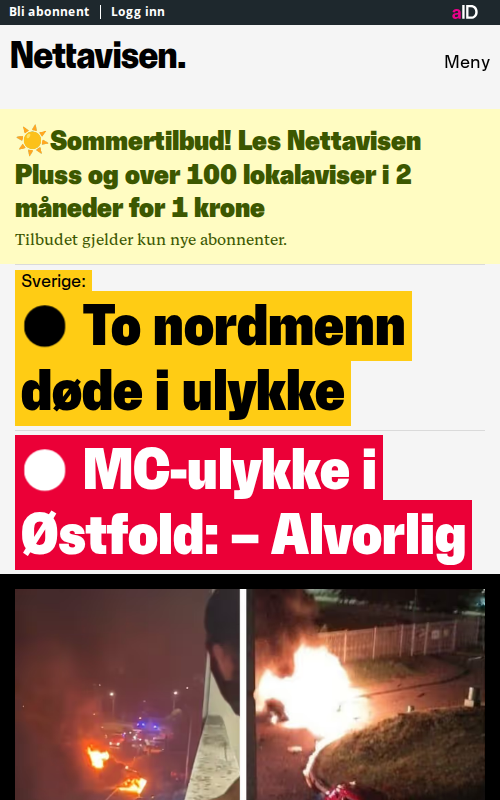 Bli abonnent | Logg inn
aID
Nettavisen.
Meny
☀️Sommertilbud! Les Nettavisen
Pluss og over 100 lokalaviser i 2
måneder for 1 krone
Tilbudet gjelder kun nye abonnenter.
Sverige:
⚫ To nordmenn
døde i ulykke
⚪ MC-ulykke i
Østfold: – Alvorlig